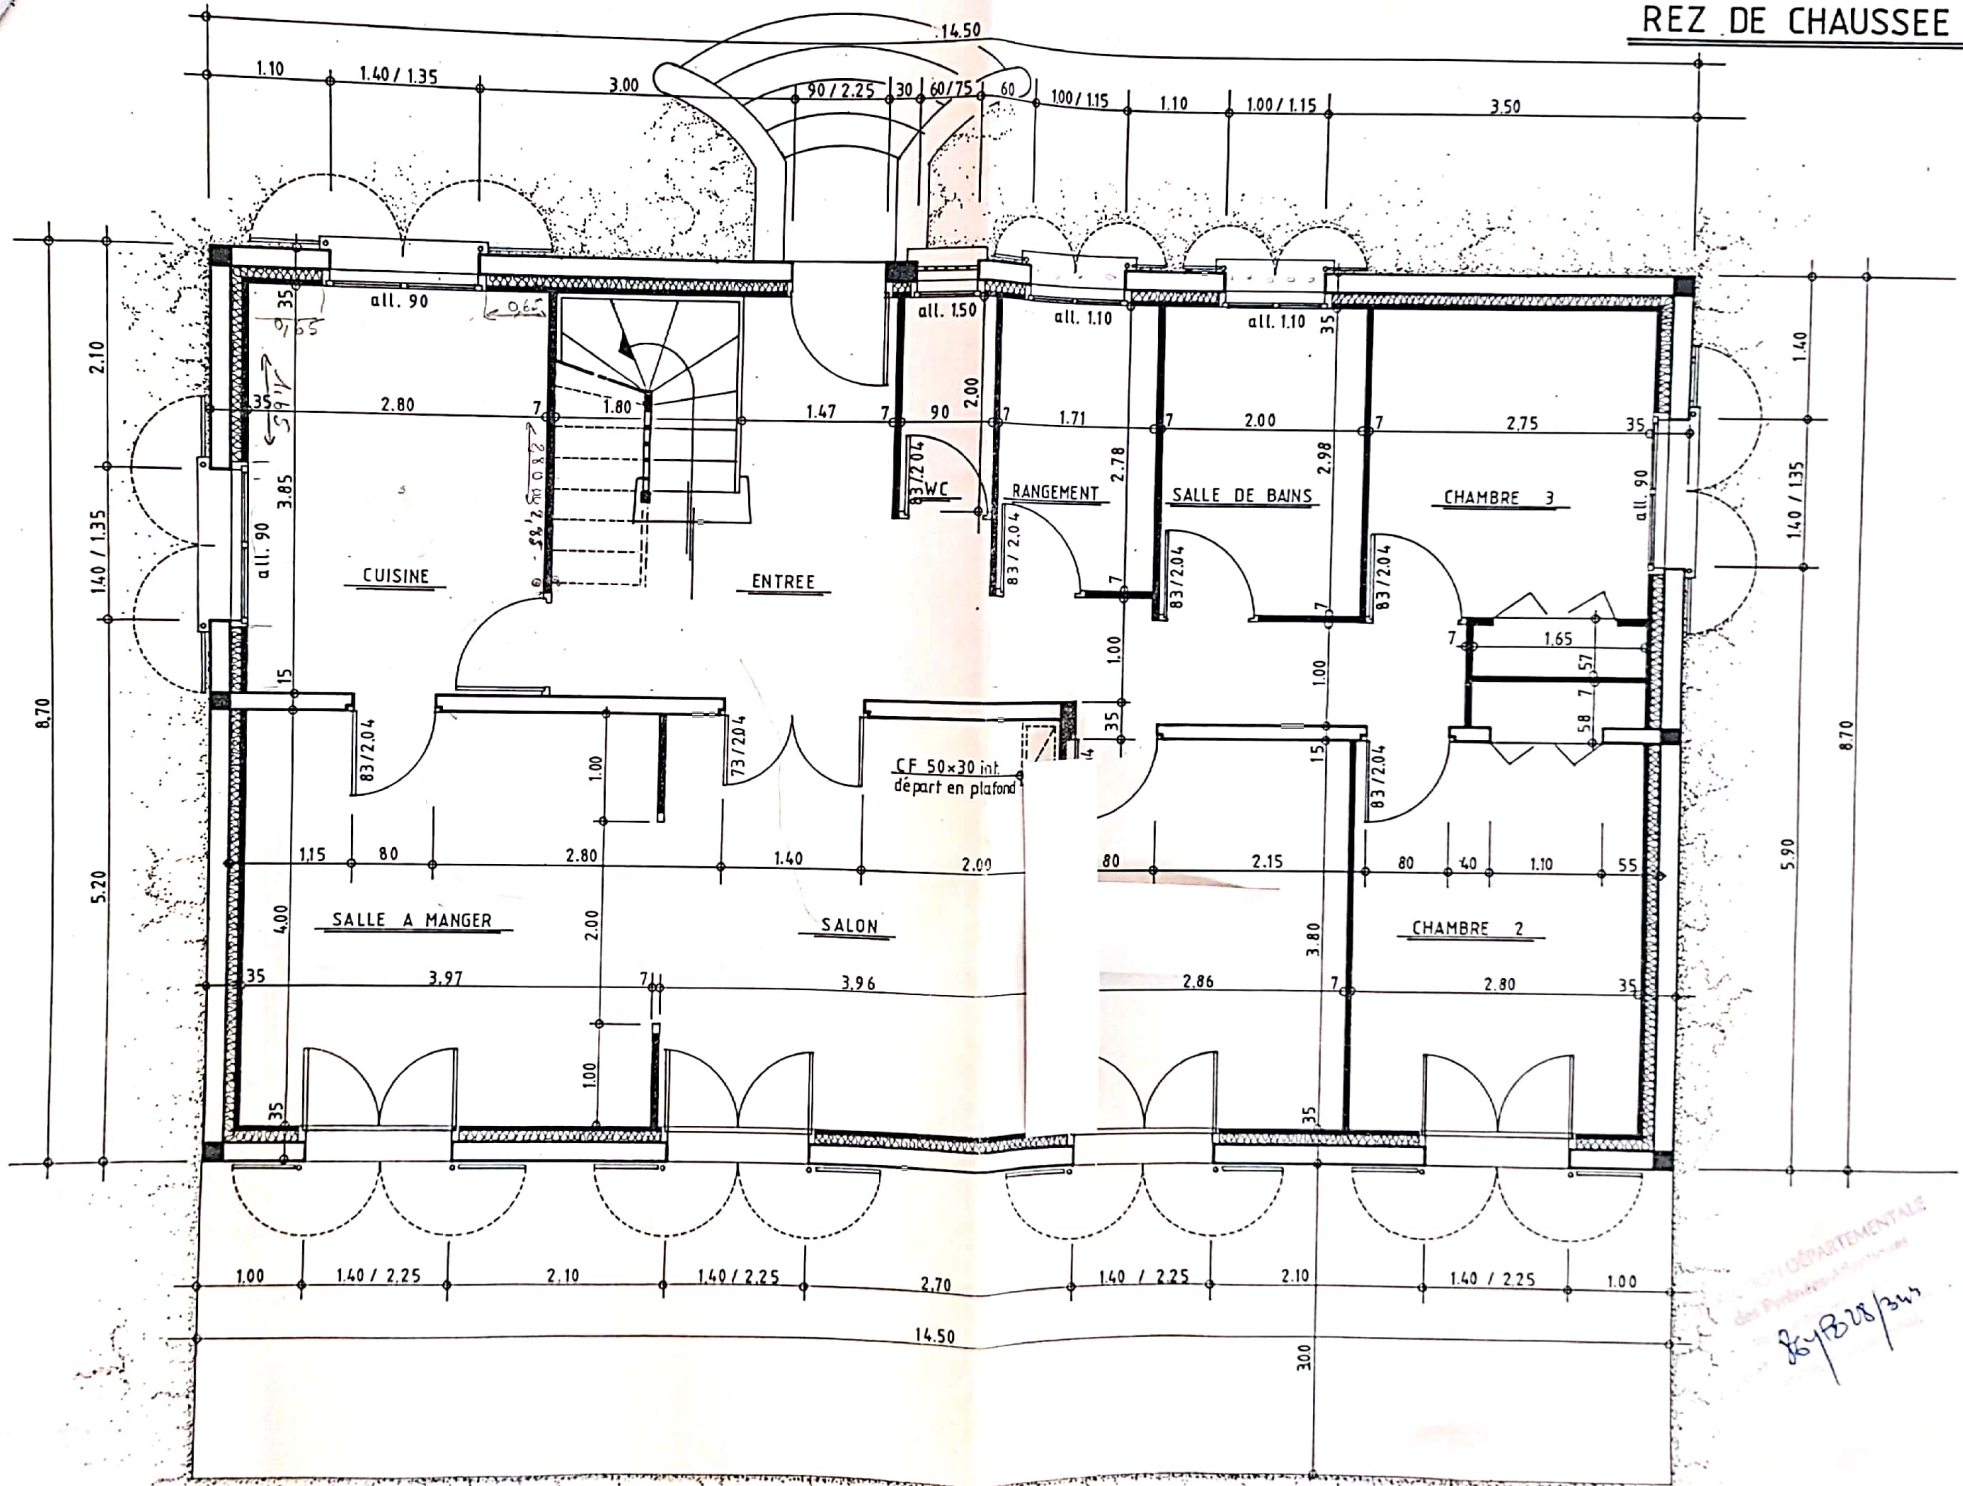 REZ DE CHAUSSEE
14.50
1.10 1.40 / 1.35 3.00 90 / 2.25 30 60/75 60 1.00 / 1.15 1.10 1.00 / 1.15 3.50
35 all. 90 0,65 all. 1.50 all. 1.10 all. 1.10 35
2.10 1.40
35 2.80 7 1.80 1.47 7 90 2.00 7 1.71 7 2.00 7 2,75 35
1.40 / 1.35 all. 90 3.85 2.78 2.98 all. 90 1.40 / 1.35
WC RANGEMENT SALLE DE BAINS CHAMBRE 3
83 / 2.04 83 / 2.04 83 / 2.04
CUISINE ENTREE
7 7
8.70 15 1.00 1.00 7 1.65 57 7 58 8.70
83 / 2.04 73 / 2.04 35 15 83 / 2.04
1.00 CF 50×30 int.
départ en plafond
1,15 80 2.80 1.40 2.00 80 2.15 80 40 1.10 55
5.20 5.90
4.00 SALLE A MANGER 2.00 SALON 3.80 CHAMBRE 2
35 3,97 7 3,96 2.86 7 2.80 35
35 1.00 35
1.00 1.40 / 2,25 2,10 1.40 / 2,25 2,70 1.40 / 2.25 2.10 1.40 / 2.25 1.00
14.50
3.00
DÉPARTEMENTALE